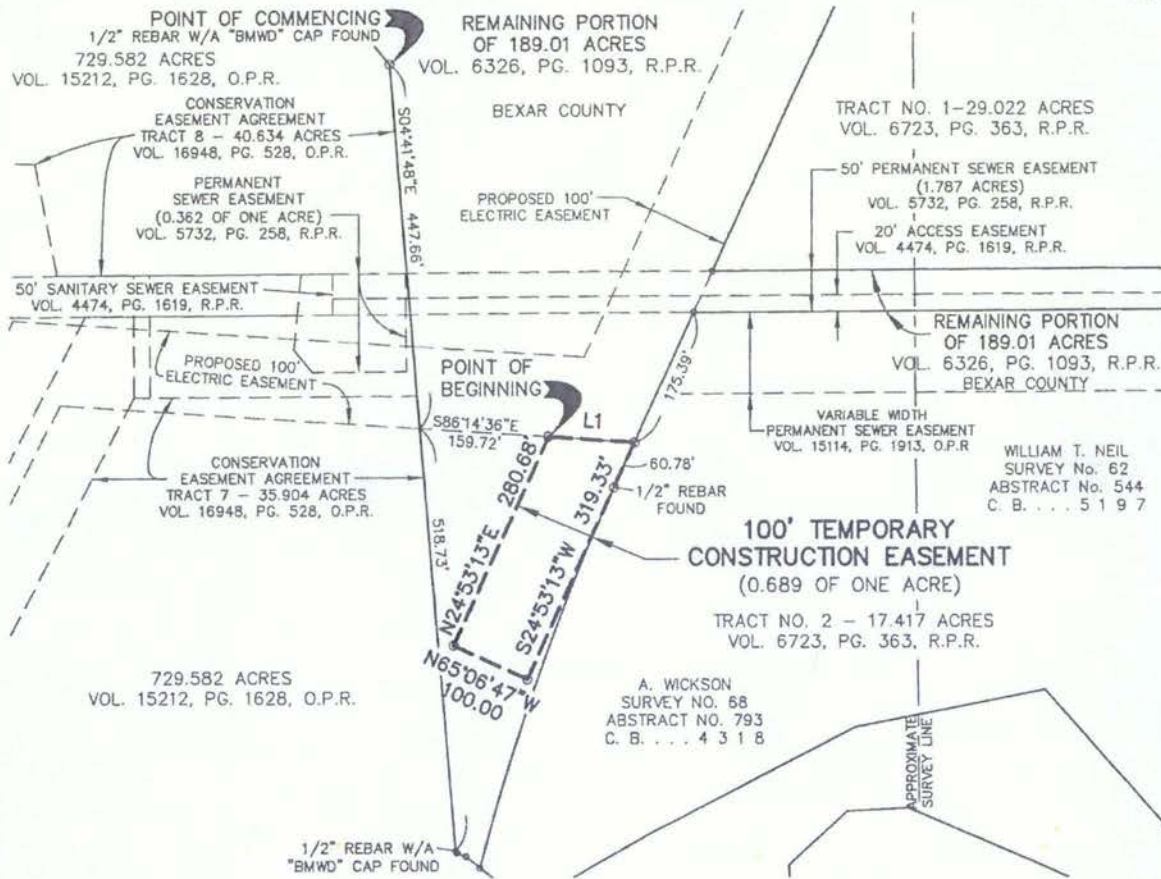 POINT OF COMMENCING
1/2" REBAR W/A "BMWD" CAP FOUND
729.582 ACRES
VOL. 15212, PG. 1628, O.P.R.
REMAINING PORTION
OF 189.01 ACRES
VOL. 6326, PG. 1093, R.P.R.
BEXAR COUNTY
CONSERVATION
EASEMENT AGREEMENT
TRACT 8 - 40.634 ACRES
VOL. 16948, PG. 528, O.P.R.
S04°41'48"E
447.66'
TRACT NO. 1-29.022 ACRES
VOL. 6723, PG. 363, R.P.R.
PERMANENT
SEWER EASEMENT
(0.362 OF ONE ACRE)
VOL. 5732, PG. 258, R.P.R.
PROPOSED 100'
ELECTRIC EASEMENT
50' PERMANENT SEWER EASEMENT
(1.787 ACRES)
VOL. 5732, PG. 258, R.P.R.
20' ACCESS EASEMENT
VOL. 4474, PG. 1619, R.P.R.
50' SANITARY SEWER EASEMENT
VOL. 4474, PG. 1619, R.P.R.
REMAINING PORTION
OF 189.01 ACRES
VOL. 6326, PG. 1093, R.P.R.
BEXAR COUNTY
PROPOSED 100'
ELECTRIC EASEMENT
POINT OF
BEGINNING
175.39'
L1
S86°14'36"E
159.72'
VARIABLE WIDTH
PERMANENT SEWER EASEMENT
VOL. 15114, PG. 1913, O.P.R
WILLIAM T. NEIL
SURVEY No. 62
ABSTRACT No. 544
C. B. . . . 5 1 9 7
CONSERVATION
EASEMENT AGREEMENT
TRACT 7 - 35.904 ACRES
VOL. 16948, PG. 528, O.P.R.
60.78'
1/2" REBAR
FOUND
518.73'
N24°53'13"E 280.68'
S24°53'13"W 319.33'
100' TEMPORARY
CONSTRUCTION EASEMENT
(0.689 OF ONE ACRE)
TRACT NO. 2 - 17.417 ACRES
VOL. 6723, PG. 363, R.P.R.
N65°06'47"W
100.00
729.582 ACRES
VOL. 15212, PG. 1628, O.P.R.
A. WICKSON
SURVEY NO. 68
ABSTRACT NO. 793
C. B. . . . 4 3 1 8
APPROXIMATE
SURVEY LINE
1/2" REBAR W/A
"BMWD" CAP FOUND